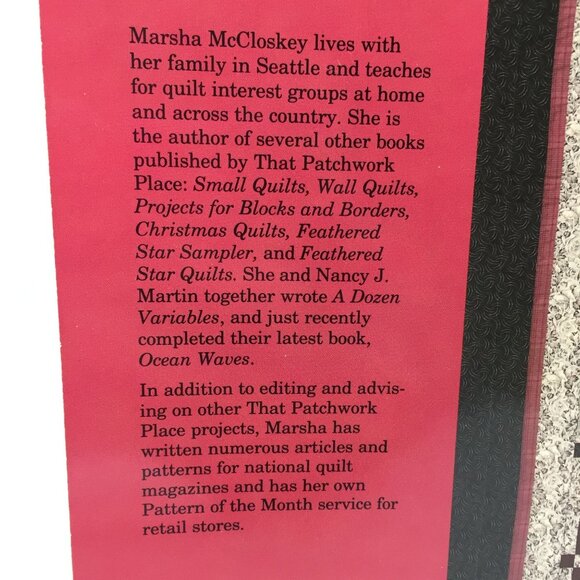 Marsha McCloskey lives with
her family in Seattle and teaches
for quilt interest groups at home
and across the country. She is
the author of several other books
published by That Patchwork
Place: Small Quilts, Wall Quilts,
Projects for Blocks and Borders,
Christmas Quilts, Feathered
Star Sampler, and Feathered
Star Quilts. She and Nancy J.
Martin together wrote A Dozen
Variables, and just recently
completed their latest book,
Ocean Waves.
In addition to editing and advis-
ing on other That Patchwork
Place projects, Marsha has
written numerous articles and
patterns for national quilt
magazines and has her own
Pattern of the Month service for
retail stores.